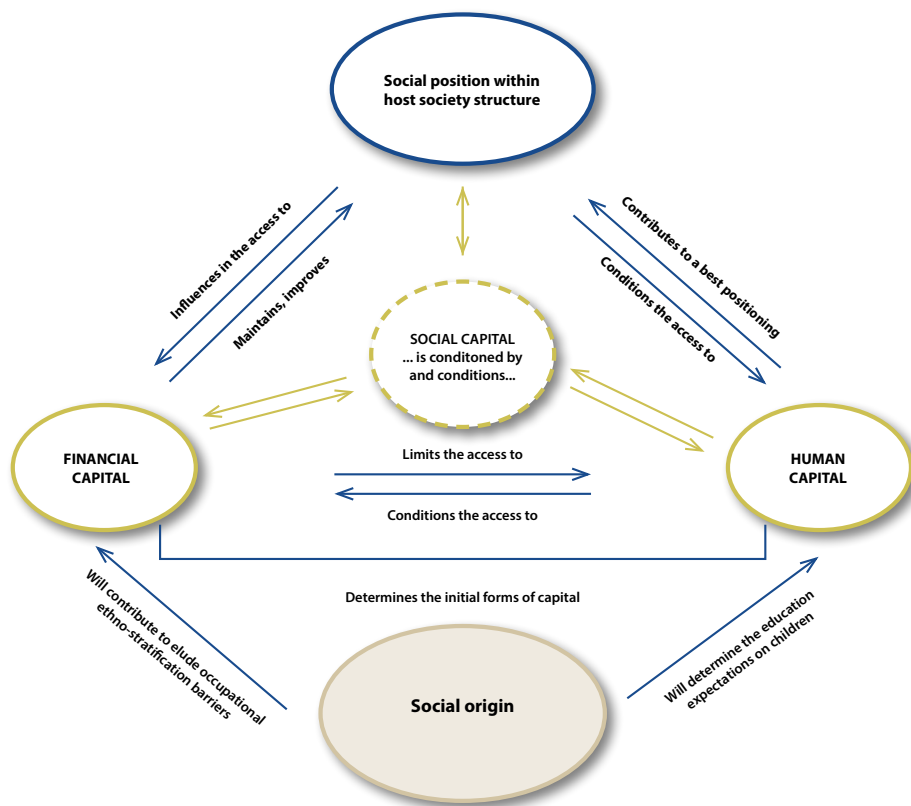 Social position within
host society structure
Influences in the access to
Maintains, improves
Contributes to a best positioning
Conditions the access to
SOCIAL CAPITAL
... is conditoned by
and conditions...
FINANCIAL
CAPITAL
Limits the access to
Conditions the access to
HUMAN
CAPITAL
Will contribute to elude occupational
ethno-stratification barriers
Determines the initial forms of capital
Will determine the education
expectations on children
Social origin